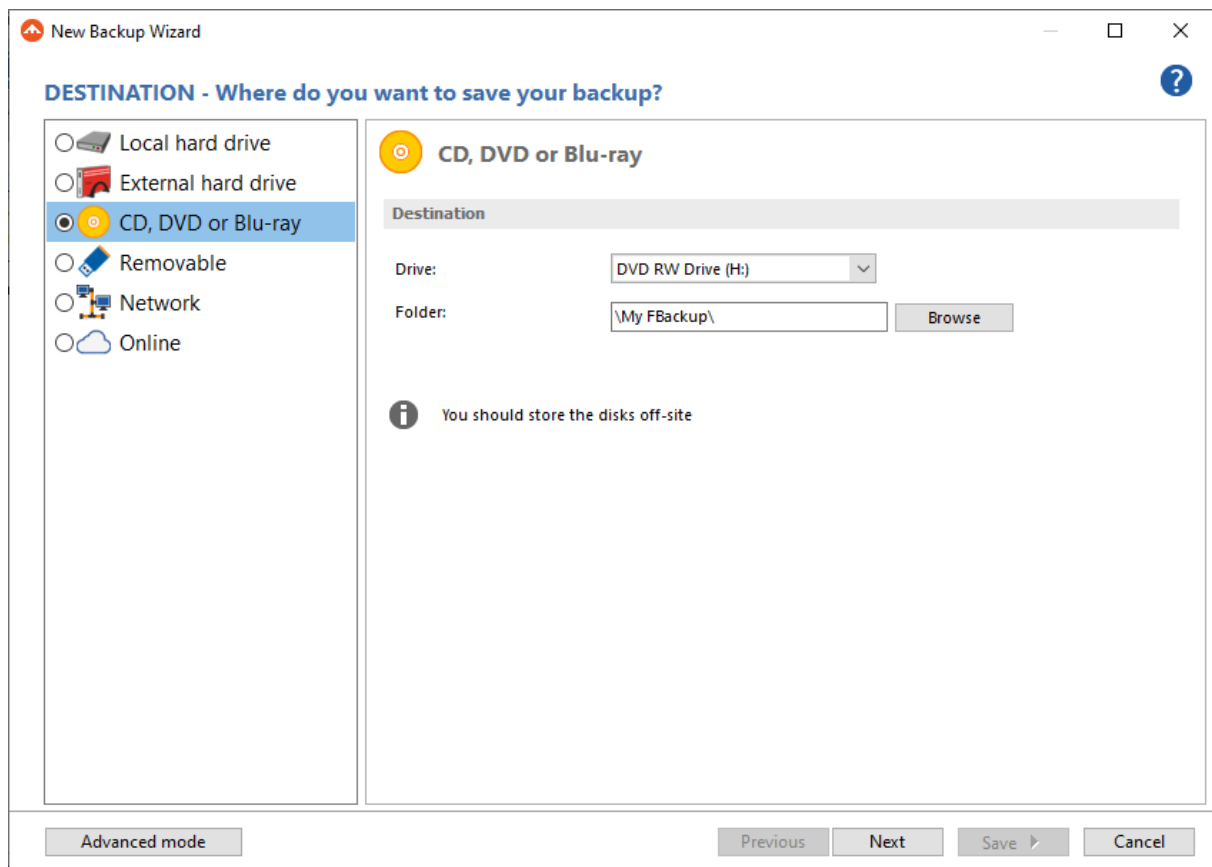 New Backup Wizard
DESTINATION - Where do you want to save your backup?
?
Local hard drive
External hard drive
CD, DVD or Blu-ray
Removable
Network
Online
CD, DVD or Blu-ray
Destination
Drive:
DVD RW Drive (H:)
Folder:
\My FBackup\
Browse
You should store the disks off-site
Advanced mode
Previous
Next
Save
Cancel